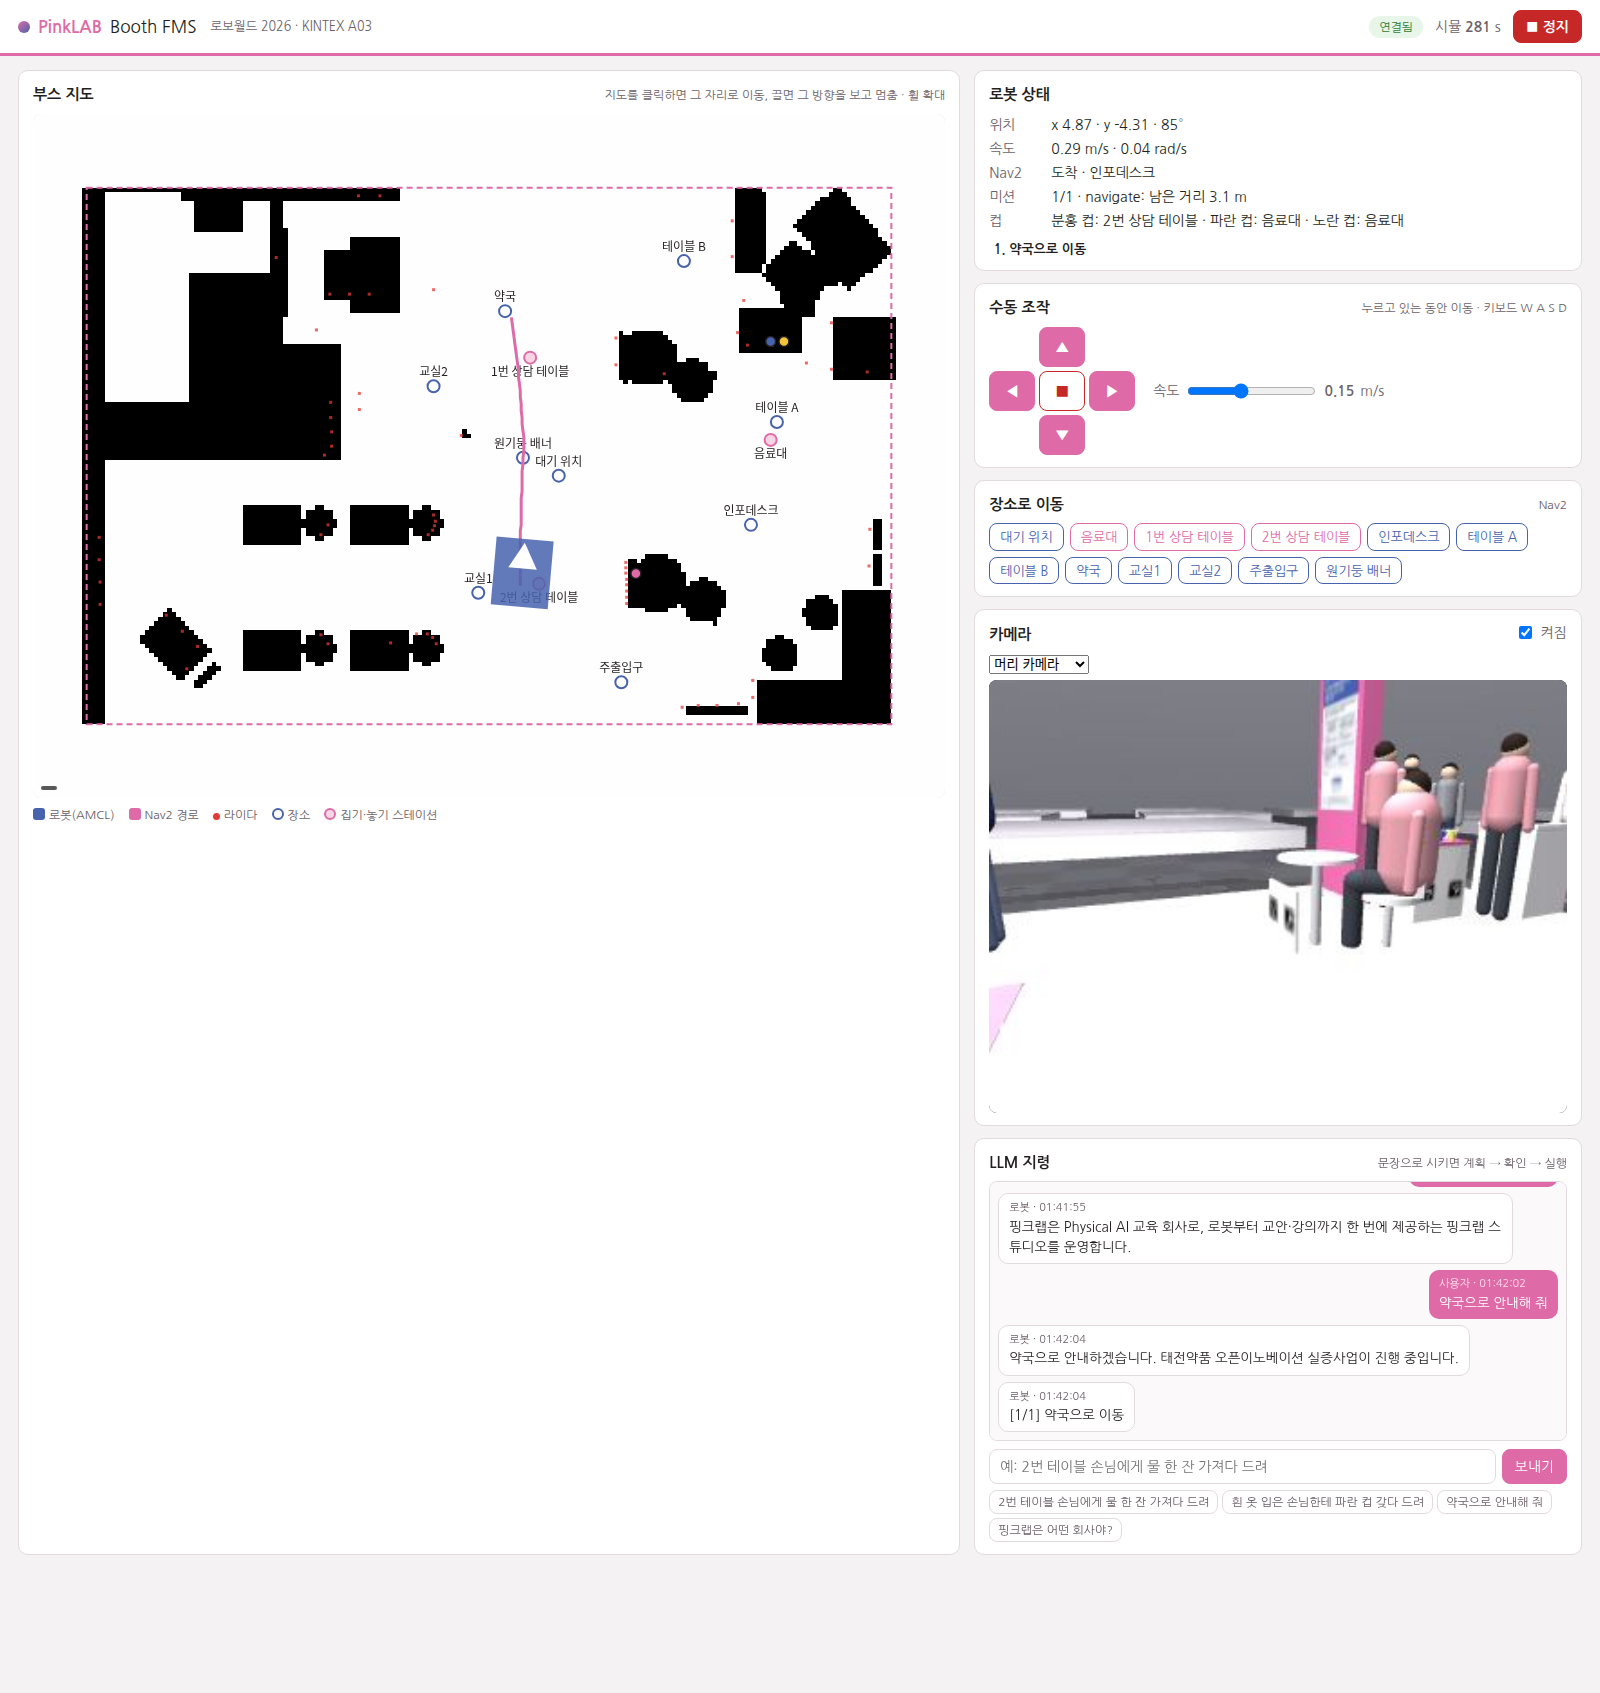 PinkLAB Booth FMS 로보월드 2026 · KINTEX A03
연결됨 시뮬 281 s ■ 정지
부스 지도
지도를 클릭하면 그 자리로 이동, 끌면 그 방향을 보고 멈춤 · 휠 확대
테이블 B
약국
1번 상담 테이블
교실2
테이블 A
원기둥 배너
음료대
대기 위치
인포데스크
교실1
2번 상담 테이블
주출입구
로봇(AMCL) Nav2 경로 라이다 장소 집기·놓기 스테이션
로봇 상태
위치 x 4.87 · y -4.31 · 85°
속도 0.29 m/s · 0.04 rad/s
Nav2 도착 · 인포데스크
미션 1/1 · navigate: 남은 거리 3.1 m
컵 분홍 컵: 2번 상담 테이블 · 파란 컵: 음료대 · 노란 컵: 음료대
1. 약국으로 이동
수동 조작 누르고 있는 동안 이동 · 키보드 W A S D
▲
◀ ■ ▶ 속도 0.15 m/s
▼
장소로 이동 Nav2
대기 위치 음료대 1번 상담 테이블 2번 상담 테이블 인포데스크 테이블 A
테이블 B 약국 교실1 교실2 주출입구 원기둥 배너
카메라 켜짐
머리 카메라
LLM 지령 문장으로 시키면 계획 → 확인 → 실행
로봇 · 01:41:55
핑크랩은 Physical AI 교육 회사로, 로봇부터 교안·강의까지 한 번에 제공하는 핑크랩 스
튜디오를 운영합니다.
사용자 · 01:42:02
약국으로 안내해 줘
로봇 · 01:42:04
약국으로 안내하겠습니다. 태전약품 오픈이노베이션 실증사업이 진행 중입니다.
로봇 · 01:42:04
[1/1] 약국으로 이동
예: 2번 테이블 손님에게 물 한 잔 가져다 드려 보내기
2번 테이블 손님에게 물 한 잔 가져다 드려 흰 옷 입은 손님한테 파란 컵 갖다 드려 약국으로 안내해 줘
핑크랩은 어떤 회사야?